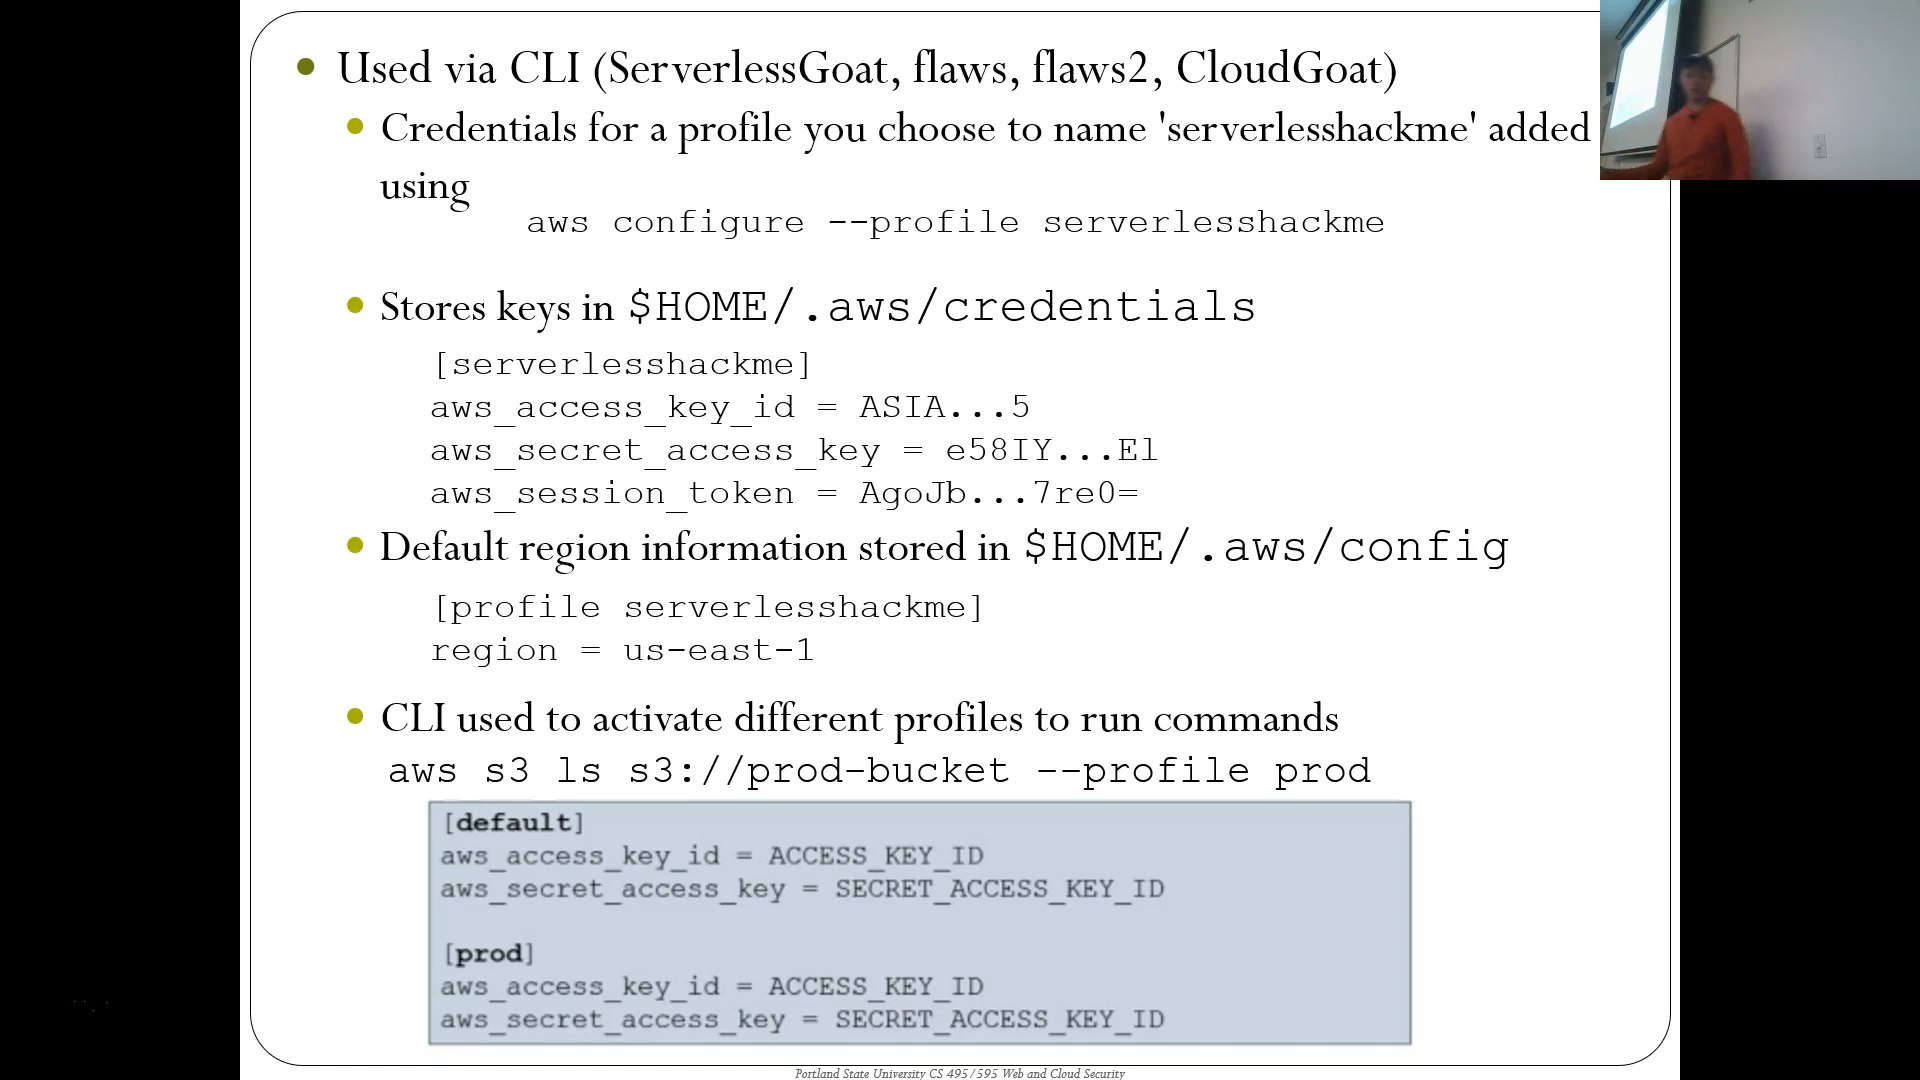 Used via CLI (ServerlessGoat, flaws, flaws2, CloudGoat)
Credentials for a profile you choose to name 'serverlesshackme' added
using
aws configure --profile serverlesshackme
Stores keys in $HOME/.aws/credentials
[serverlesshackme]
aws_access_key_id = ASIA...5
aws_secret_access_key = e58IY...El
aws_session_token = AgoJb...7re0=
Default region information stored in $HOME/.aws/config
[profile serverlesshackme]
region = us-east-1
CLI used to activate different profiles to run commands
aws s3 ls s3://prod-bucket --profile prod
[default]
aws_access_key_id = ACCESS_KEY_ID
aws_secret_access_key = SECRET_ACCESS_KEY_ID
[prod]
aws_access_key_id = ACCESS_KEY_ID
aws_secret_access_key = SECRET_ACCESS_KEY_ID
Portland State University CS 495/595 Web and Cloud Security